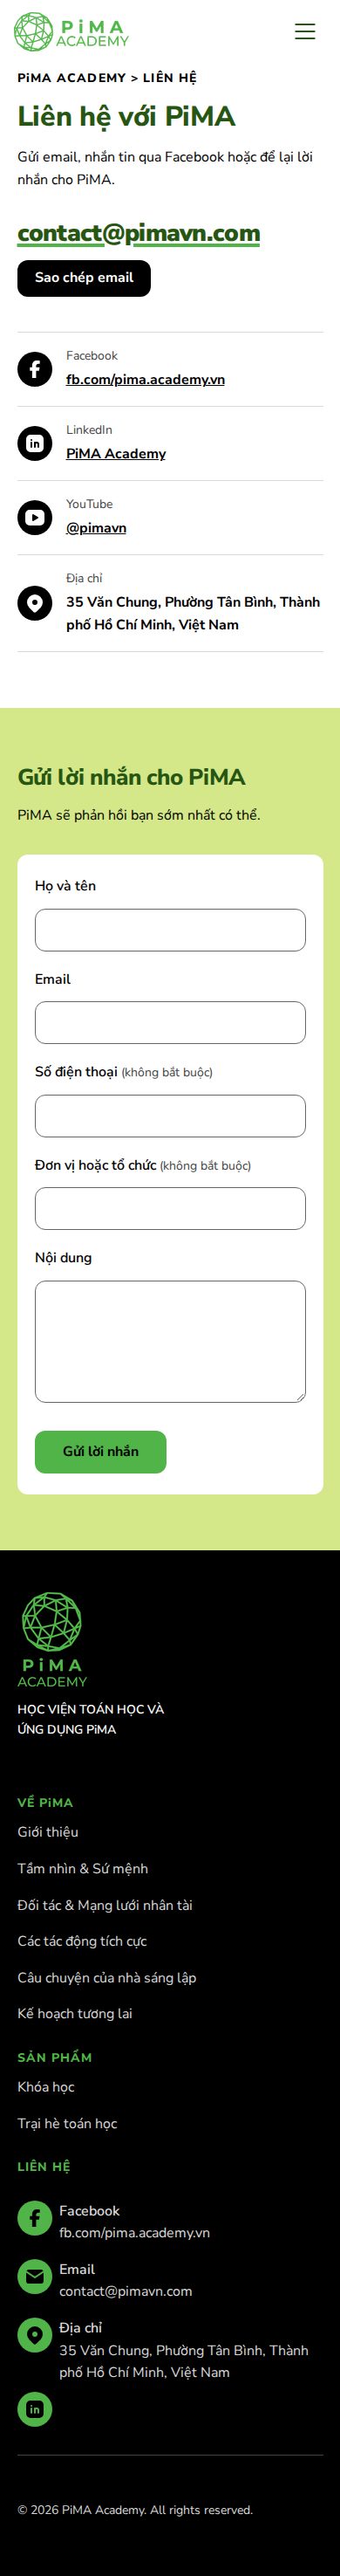 PiMA
ACADEMY
PiMA ACADEMY > LIÊN HỆ
Liên hệ với PiMA
Gửi email, nhắn tin qua Facebook hoặc để lại lời
nhắn cho PiMA.
contact@pimavn.com
Sao chép email
Facebook
fb.com/pima.academy.vn
LinkedIn
PiMA Academy
YouTube
@pimavn
Địa chỉ
35 Văn Chung, Phường Tân Bình, Thành
phố Hồ Chí Minh, Việt Nam
Gửi lời nhắn cho PiMA
PiMA sẽ phản hồi bạn sớm nhất có thể.
Họ và tên
Email
Số điện thoại (không bắt buộc)
Đơn vị hoặc tổ chức (không bắt buộc)
Nội dung
Gửi lời nhắn
PiMA
ACADEMY
HỌC VIỆN TOÁN HỌC VÀ
ỨNG DỤNG PiMA
VỀ PiMA
Giới thiệu
Tầm nhìn & Sứ mệnh
Đối tác & Mạng lưới nhân tài
Các tác động tích cực
Câu chuyện của nhà sáng lập
Kế hoạch tương lai
SẢN PHẨM
Khóa học
Trại hè toán học
LIÊN HỆ
Facebook
fb.com/pima.academy.vn
Email
contact@pimavn.com
Địa chỉ
35 Văn Chung, Phường Tân Bình, Thành
phố Hồ Chí Minh, Việt Nam
© 2026 PiMA Academy. All rights reserved.